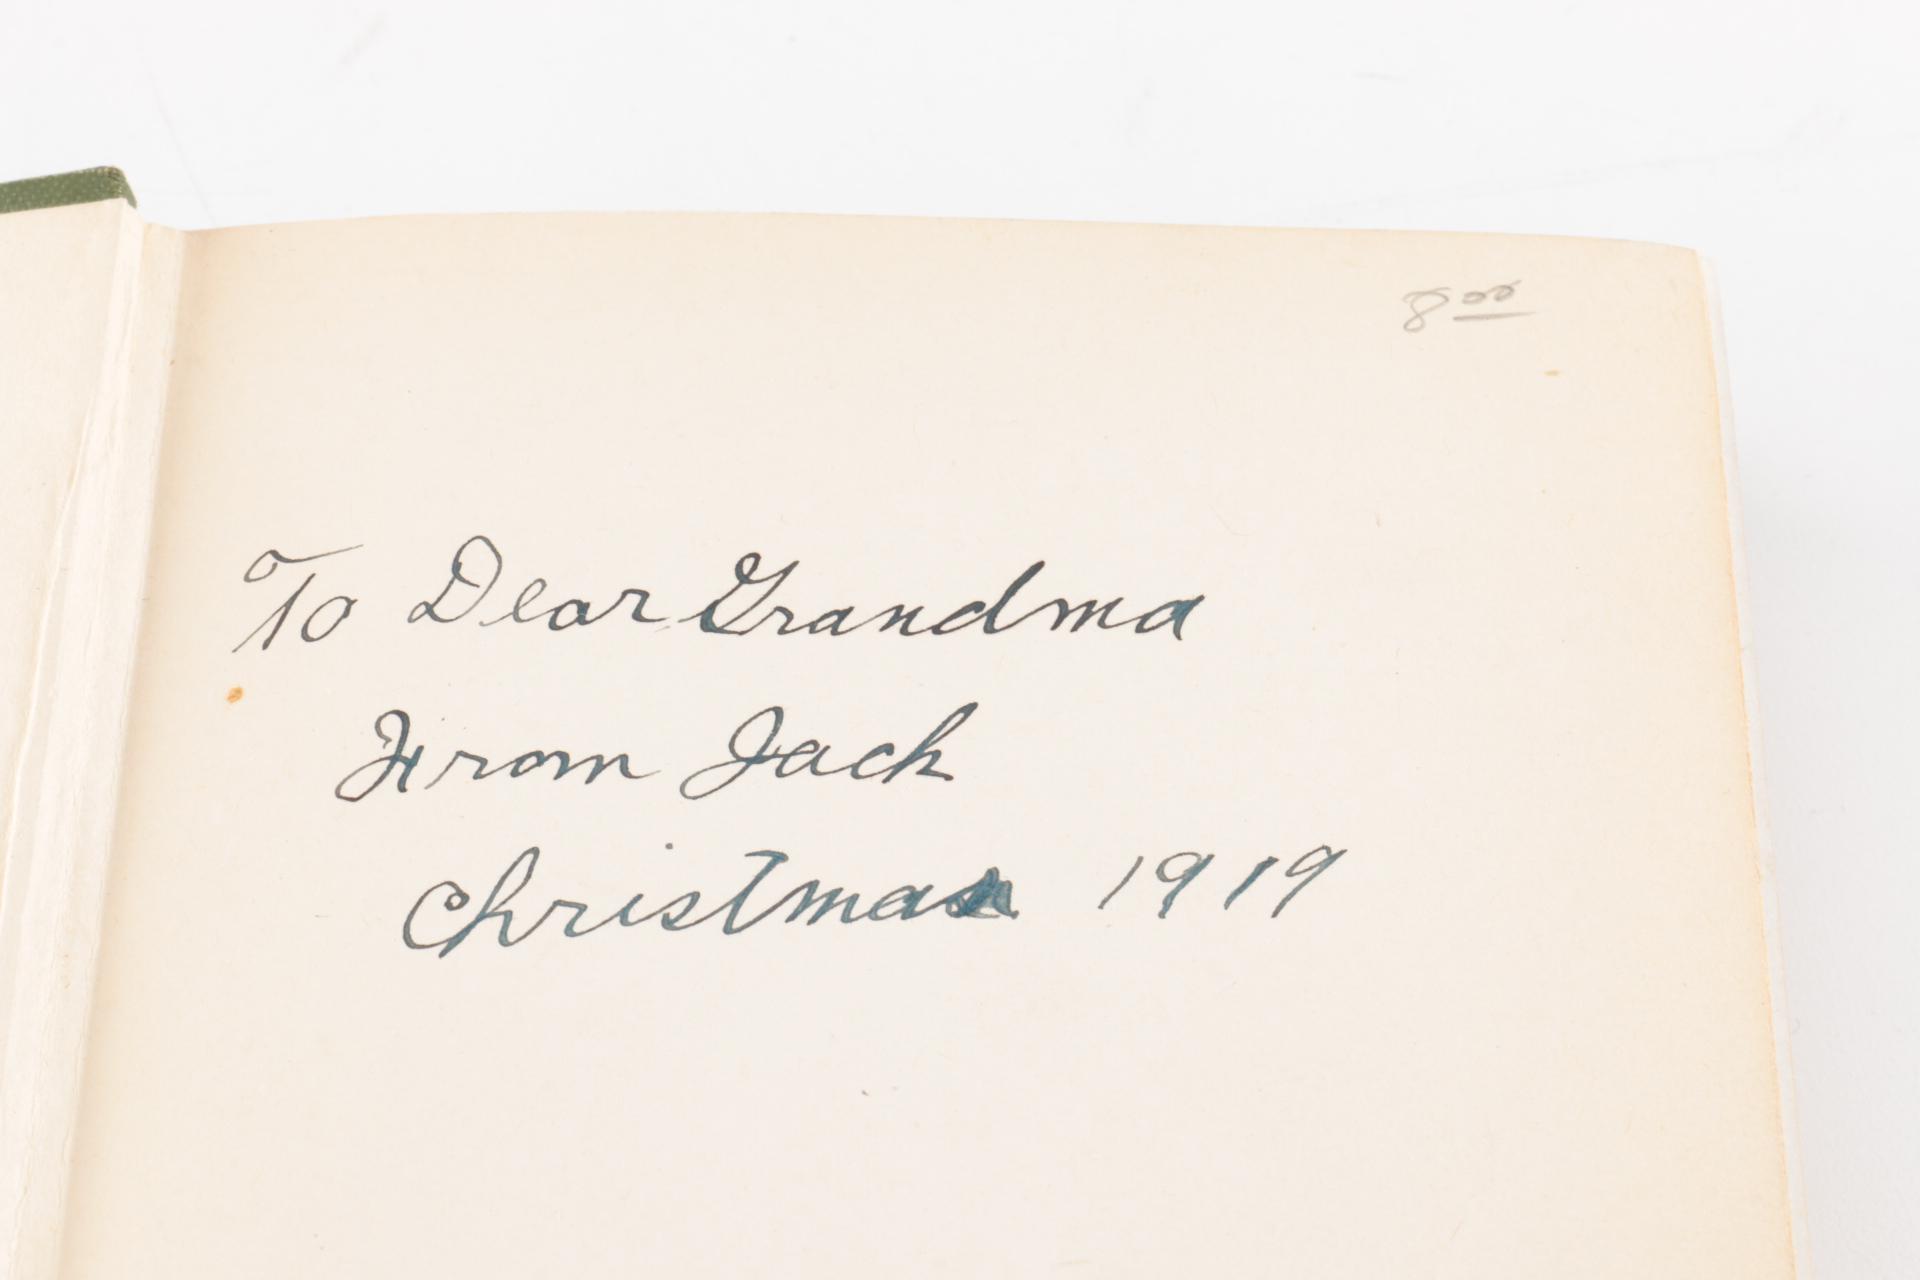 8 00
To Dear Grandma
From Jack
Christmas 1919